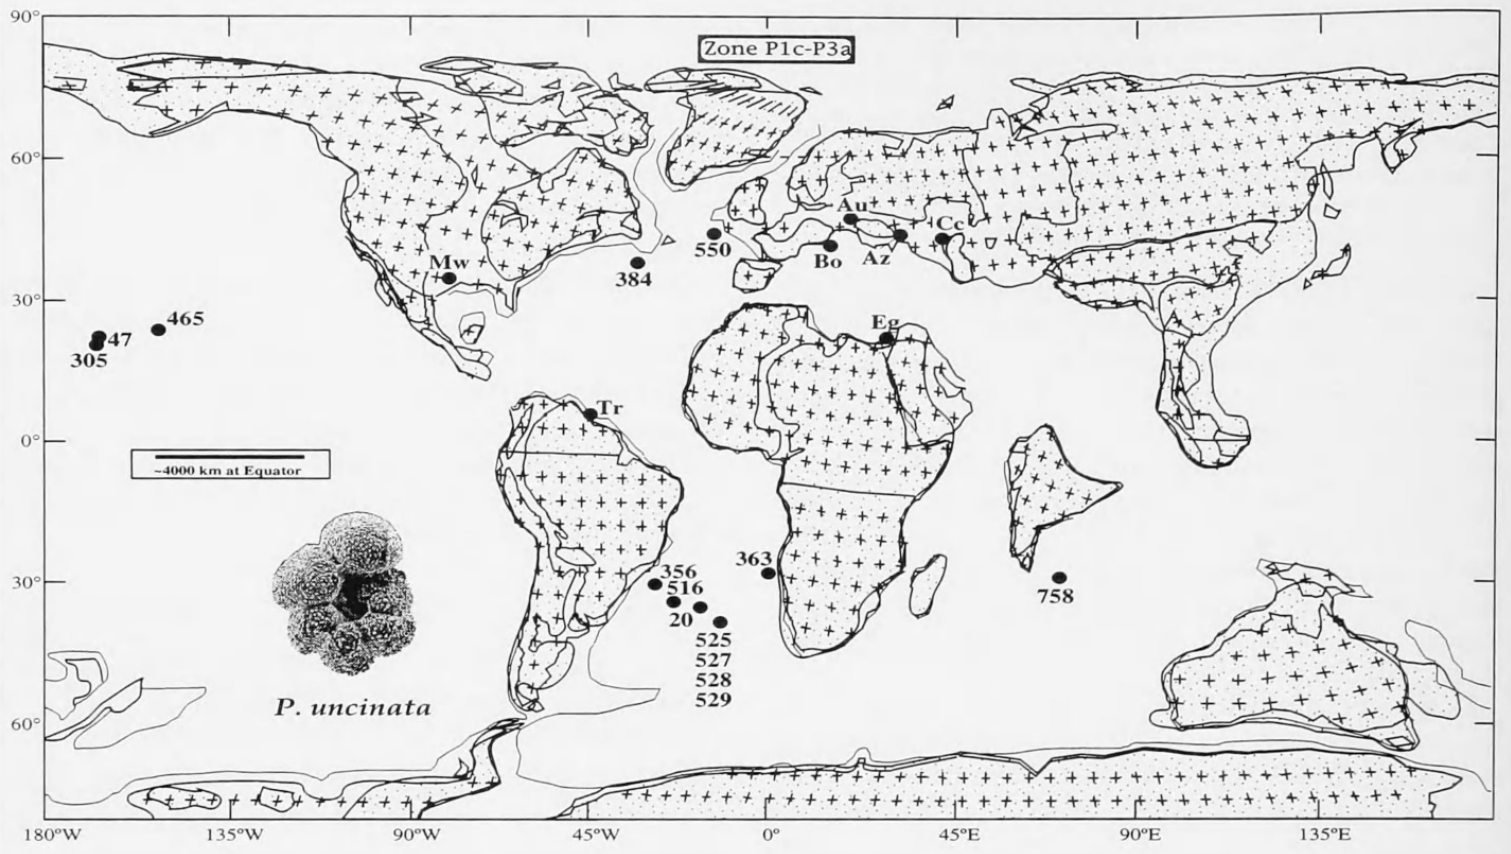 90°
Zone P1c-P3a
60°
Au
Cc
550
Bo
Az
Mw
384
30°
465
47
305
Eg
Tr
0°
~4000 km at Equator
363
356
30°
516
758
20
525
527
528
529
P. uncinata
60°
180°W
135°W
90°W
45°W
0°
45°E
90°E
135°E